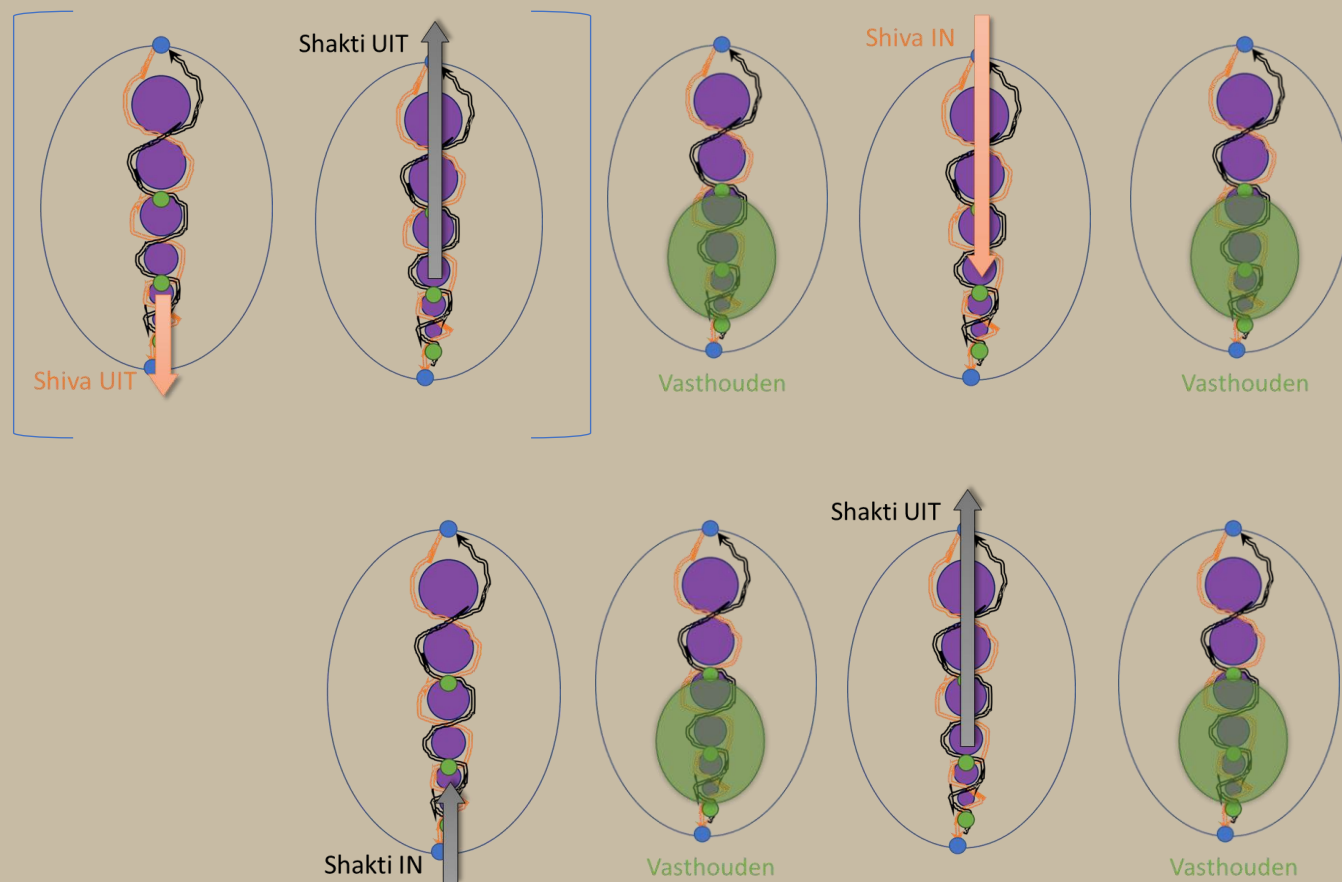 Shakti UIT
Shiva IN
Shiva UIT
Vasthouden
Vasthouden
Shakti UIT
Shakti IN
Vasthouden
Vasthouden